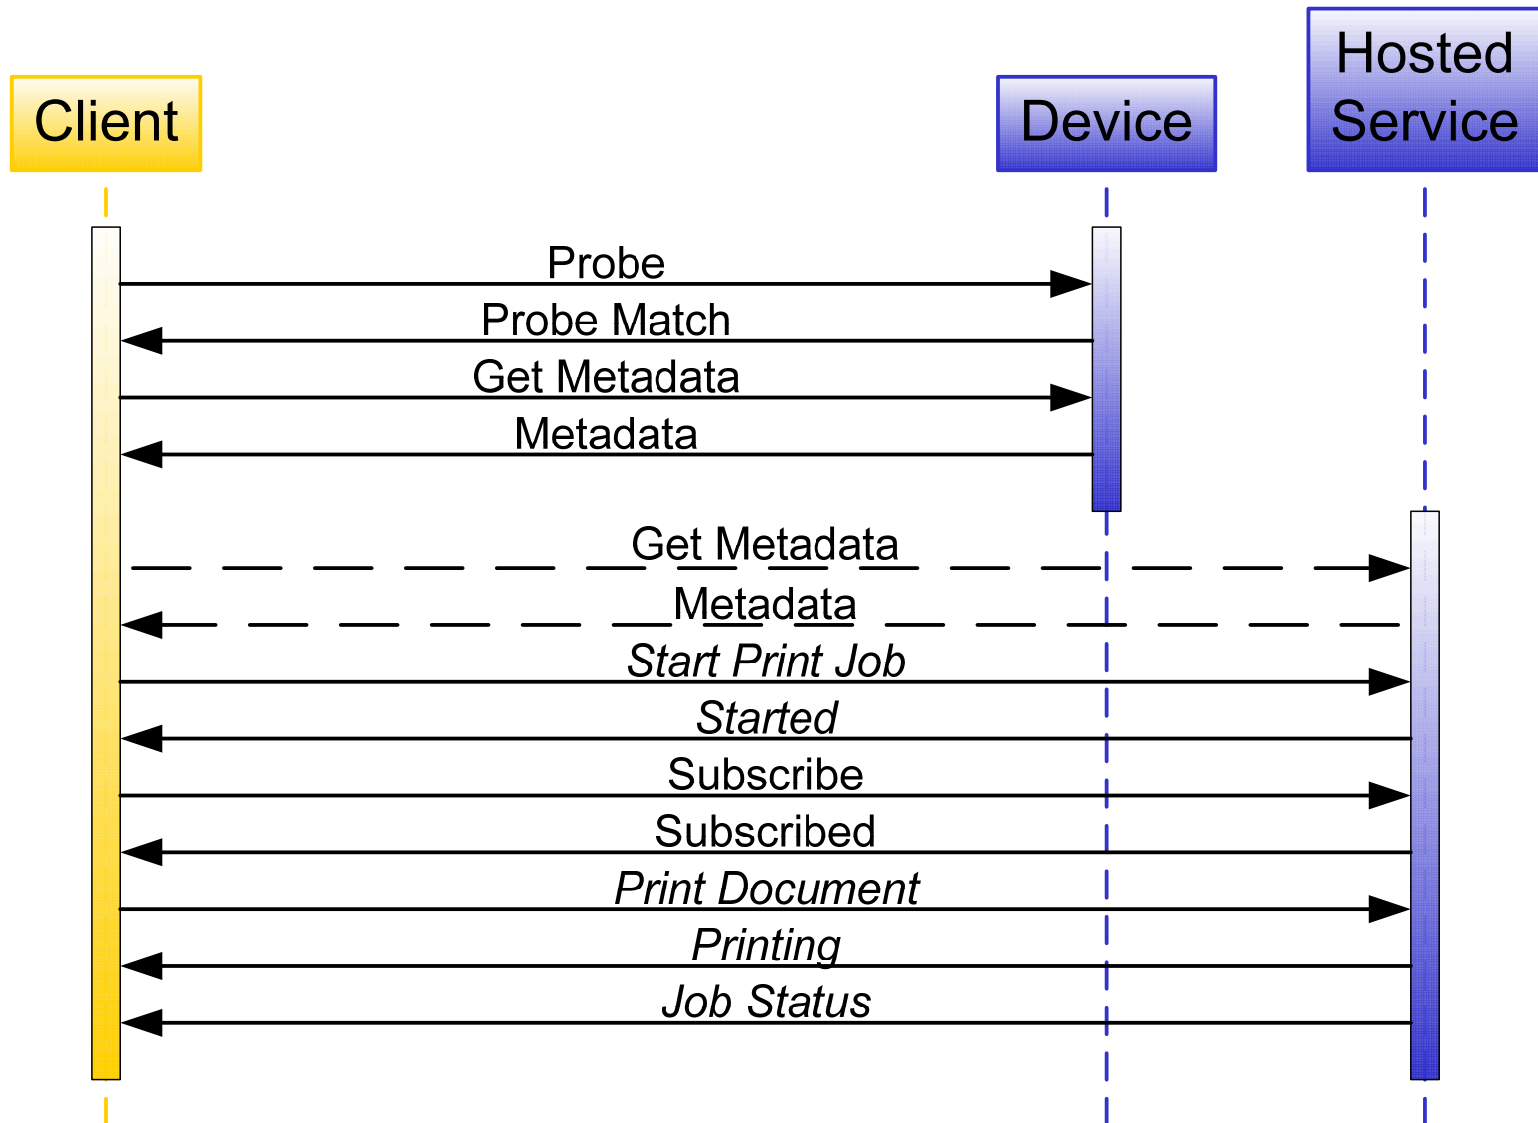 Hosted
Service
Client
Device
Probe
Probe Match
Get Metadata
Metadata
Get Metadata
Metadata
Start Print Job
Started
Subscribe
Subscribed
Print Document
Printing
Job Status